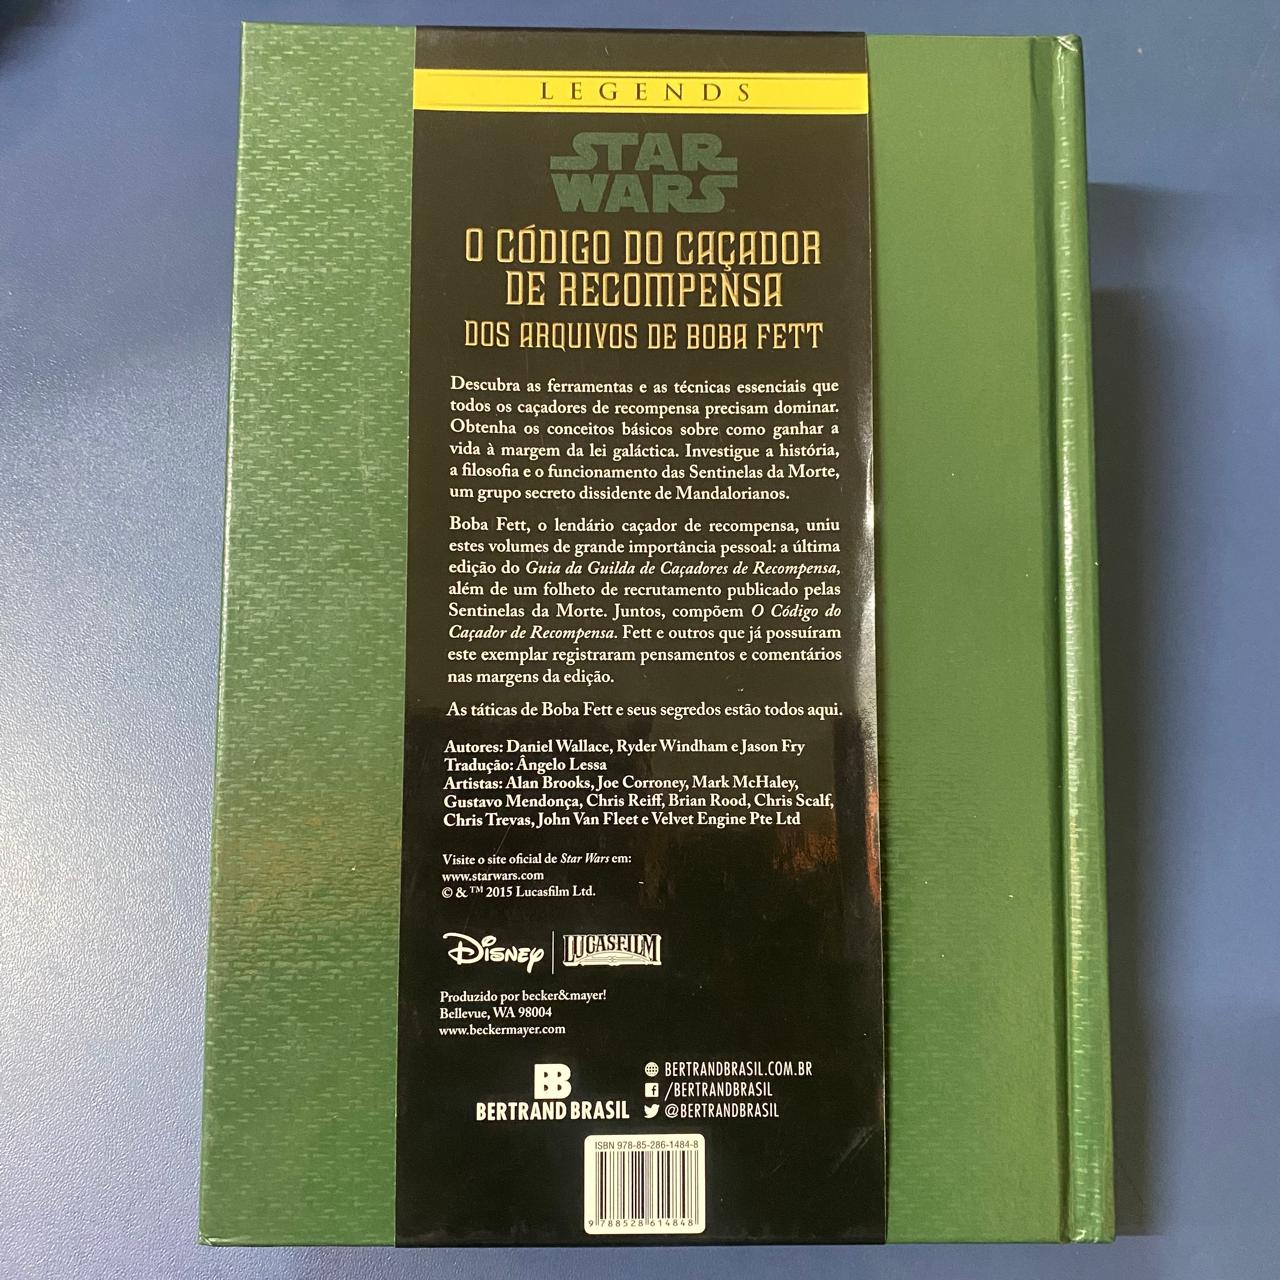 LEGENDS
STAR
WARS
O CÓDIGO DO CAÇADOR
DE RECOMPENSA
DOS ARQUIVOS DE BOBA FETT
Descubra as ferramentas e as técnicas essenciais que
todos os caçadores de recompensa precisam dominar.
Obtenha os conceitos básicos sobre como ganhar a
vida à margem da lei galáctica. Investigue a história,
a filosofia e o funcionamento das Sentinelas da Morte,
um grupo secreto dissidente de Mandalorianos.
Boba Fett, o lendário caçador de recompensa, uniu
estes volumes de grande importância pessoal: a última
edição do Guia da Guilda de Caçadores de Recompensa,
além de um folheto de recrutamento publicado pelas
Sentinelas da Morte. Juntos, compõem O Código do
Caçador de Recompensa. Fett e outros que já possuíram
este exemplar registraram pensamentos e comentários
nas margens da edição.
As táticas de Boba Fett e seus segredos estão todos aqui.
Autores: Daniel Wallace, Ryder Windham e Jason Fry
Tradução: Ângelo Lessa
Artistas: Alan Brooks, Joe Corroney, Mark McHaley,
Gustavo Mendonça, Chris Reiff, Brian Rood, Chris Scalf,
Chris Trevas, John Van Fleet e Velvet Engine Pte Ltd
Visite o site oficial de Star Wars em:
www.starwars.com
© & ™ 2015 Lucasfilm Ltd.
Disney | LUCASFILM
Produzido por becker&mayer!
Bellevue, WA 98004
www.beckermayer.com
BB
BERTRAND BRASIL
BERTRANDBRASIL.COM.BR
/BERTRANDBRASIL
@BERTRANDBRASIL
ISBN 978-85-286-1484-8
9 788528 614848